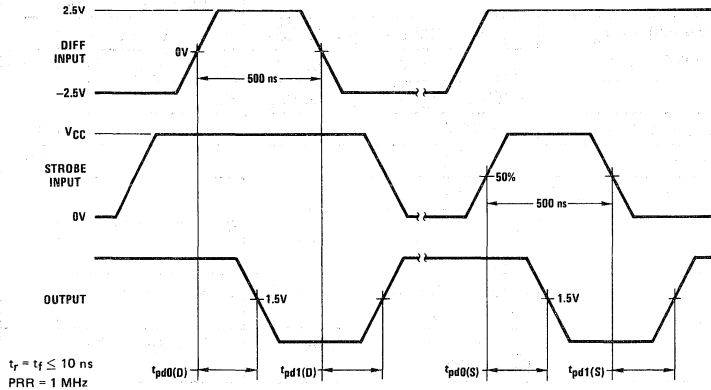 2.5V
DIFF
INPUT
0V
500 ns
−2.5V
VCC
STROBE
INPUT
50%
500 ns
0V
OUTPUT
1.5V
1.5V
tpd0(D)
tpd1(D)
tpd0(S)
tpd1(S)
tr = tf ≤ 10 ns
PRR = 1 MHz